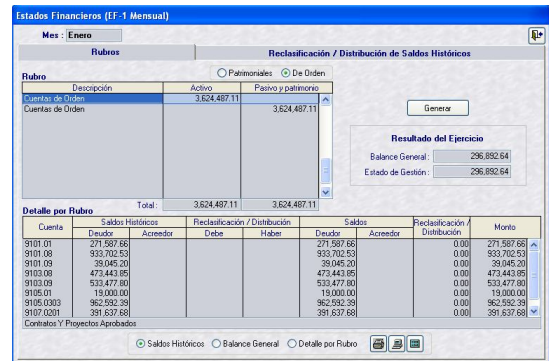 Estados Financieros (EF-1 Mensual)
Mes : Enero
Rubros Reclasificación / Distribución de Saldos Históricos
Rubro Patrimoniales De Orden
Descripción Activo Pasivo y patrimonio
Cuentas de Orden 3,624,487.11
Cuentas de Orden 3,624,487.11
Generar
Resultado del Ejercicio
Balance General : 296,892.64
Estado de Gestión : 296,892.64
Total : 3,624,487.11 3,624,487.11
Detalle por Rubro
Cuenta Saldos Históricos Reclasificación / Distribución Saldos Reclasificación / Distribución Monto
Deudor Acreedor Debe Haber Deudor Acreedor
9101.01 271,587.66 271,587.66 0.00 271,587.66
9101.08 933,702.53 933,702.53 0.00 933,702.53
9101.09 39,045.20 39,045.20 0.00 39,045.20
9103.08 473,443.85 473,443.85 0.00 473,443.85
9103.09 533,477.80 533,477.80 0.00 533,477.80
9105.01 19,000.00 19,000.00 0.00 19,000.00
9105.0303 962,592.39 962,592.39 0.00 962,592.39
9107.0201 391,637.68 391,637.68 0.00 391,637.68
Contratos Y Proyectos Aprobados
Saldos Históricos Balance General Detalle por Rubro